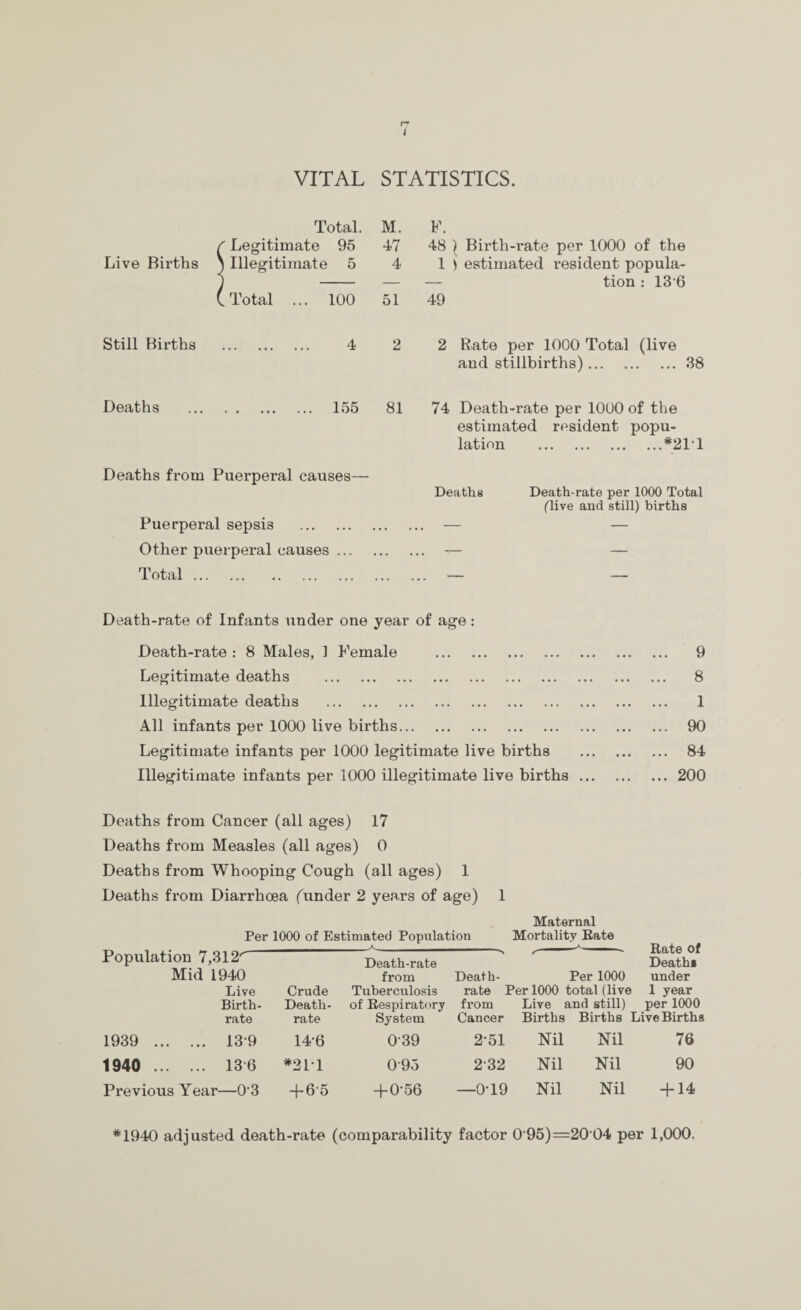 7
VITAL STATISTICS.
Total. M. F.
Legitimate 95 47 48 } Birth-rate per 1000 of the
Live Births { Illegitimate 5 4 1 } estimated resident popula-
— — tion : 13·6
Total ... 100 51 49
Still Births ... ... ... 4 2 2 Rate per 1000 Total (live
and stillbirths) ... ... ... 38
Deaths ... .. ... ... 155 81 74 Death-rate per 1000 of the
estimated resident popu-
lation ... ... ... ...*21·1
Deaths from Puerperal causes—
Deaths Death-rate per 1000 Total
(live and still) births
Puerperal sepsis ... ... ... ... — —
Other puerperal causes ... ... ... — —
Total ... ... .. ... ... ... ... — —
Death-rate of Infants under one year of age :
Death-rate : 8 Males, 1 Female ... ... ... ... ... ... ... 9
Legitimate deaths ... ... ... ... ... ... ... ... ... ... 8
Illegitimate deaths ... ... ... ... ... ... ... ... ... ... 1
All infants per 1000 live births... ... ... ... ... ... ... ... 90
Legitimate infants per 1000 legitimate live births ... ... ... 84
Illegitimate infants per 1000 illegitimate live births ... ... ... 200
Deaths from Cancer (all ages) 17
Deaths from Measles (all ages) 0
Deaths from Whooping Cough (all ages) 1
Deaths from Diarrhœa (under 2 years of age) 1
Maternal
Per 1000 of Estimated Population Mortality Rate
Population 7,312 Death-rate Rate of Deaths
Mid 1940 from Death- Per 1000 under
Live Crude Tuberculosis rate Per 1000 total (live 1 year
Birth- Death- of Respiratory from Live and still) per 1000
rate rate System Cancer Births Births Live Births
1939 ... ... 13·9 14·6 0·39 2·51 Nil Nil 76
1940 ... ... 13·6 *21·1 0·95 2·32 Nil Nil 90
Previous Year—0·3 +6·5 +0·56 —0·19 Nil Nil +14
*1940 adjusted death-rate (comparability factor 0·95)=20·04 per 1,000.